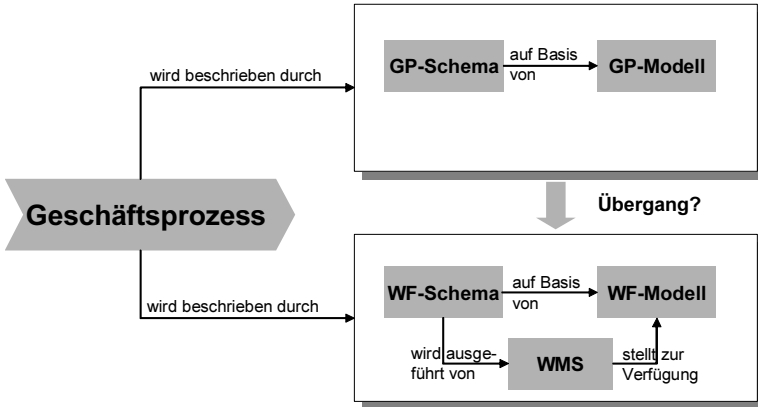 GP-Schema
auf Basis
von
GP-Modell
wird beschrieben durch
Geschäftsprozess
Übergang?
WF-Schema
auf Basis
von
WF-Modell
wird beschrieben durch
wird ausge-
führt von
WMS
stellt zur
Verfügung